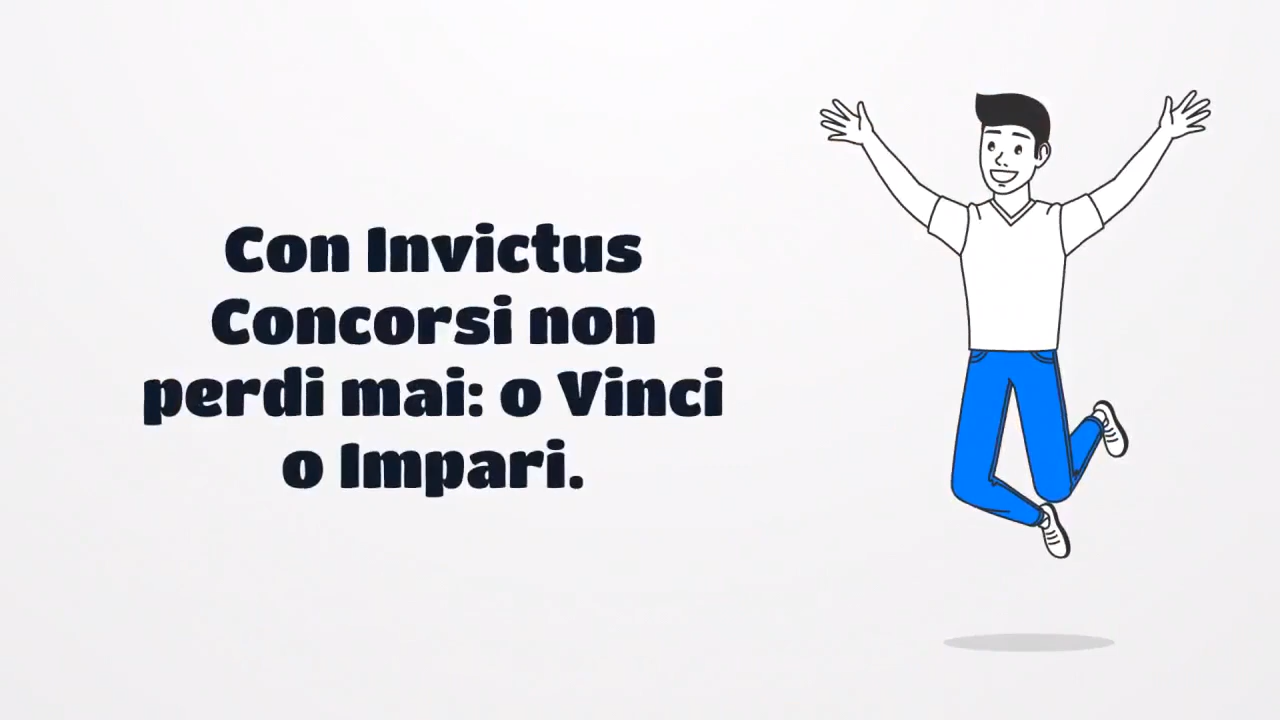 Con Invictus
Concorsi non
perdi mai: o Vinci
o Impari.